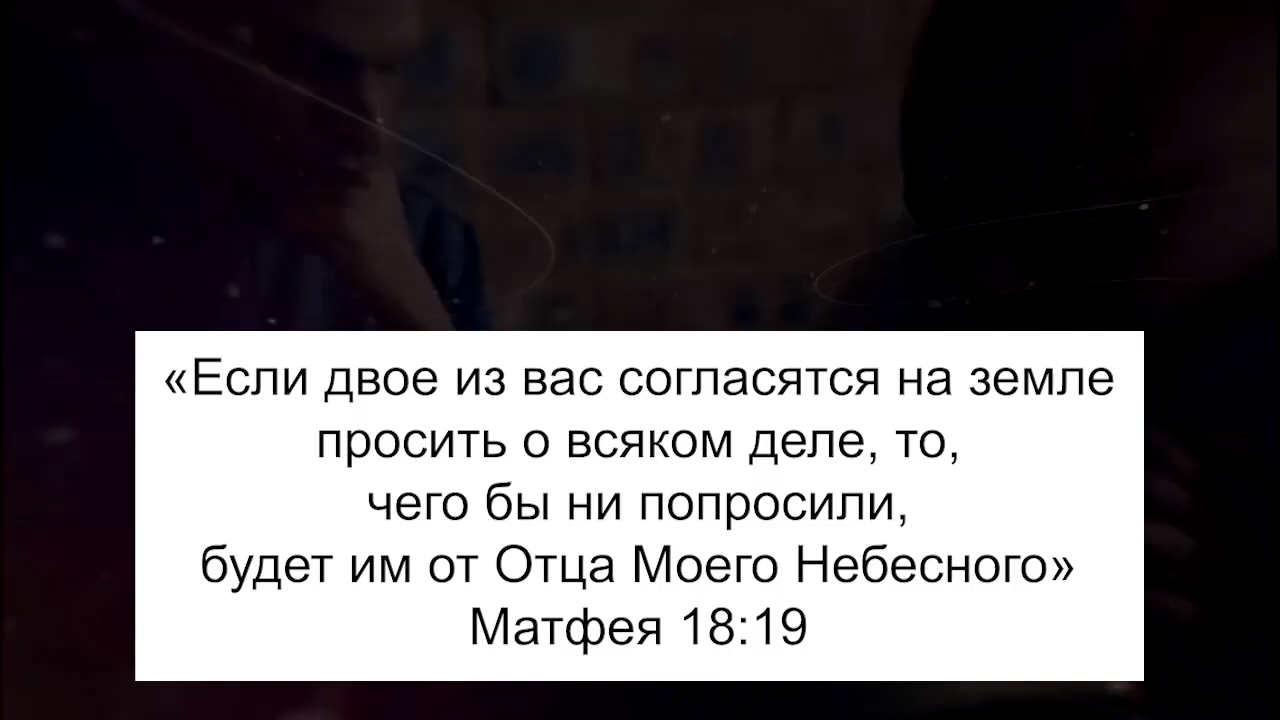 «Если двое из вас согласятся на земле
просить о всяком деле, то,
чего бы ни попросили,
будет им от Отца Моего Небесного»
Матфея 18:19